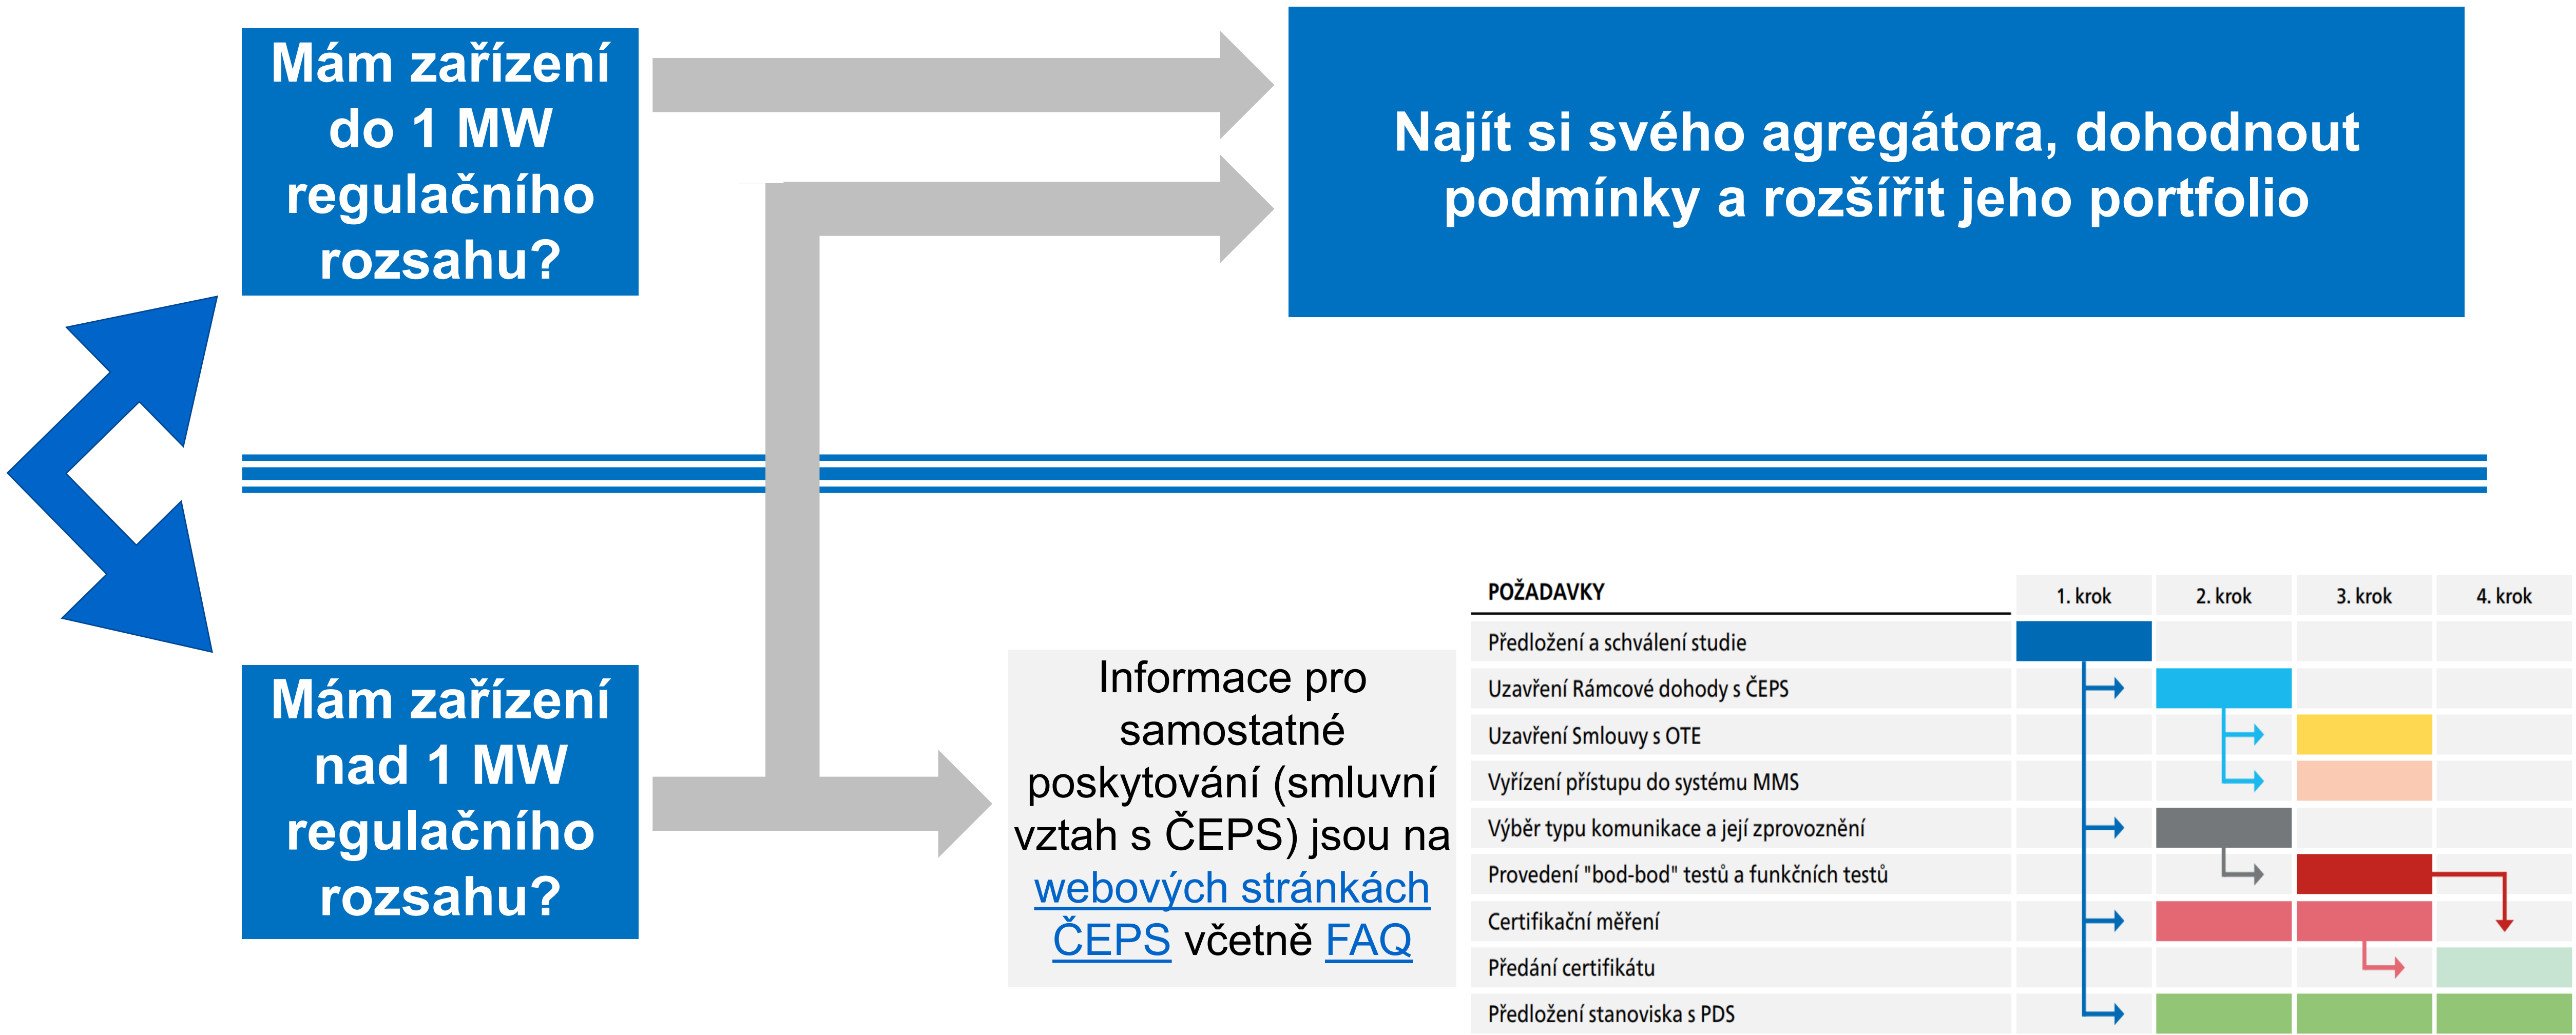 Mám zařízení
do 1 MW
regulačního
rozsahu?
Najít si svého agregátora, dohodnout
podmínky a rozšířit jeho portfolio
Mám zařízení
nad 1 MW
regulačního
rozsahu?
Informace pro
samostatné
poskytování (smluvní
vztah s ČEPS) jsou na
webových stránkách
ČEPS včetně FAQ
POŽADAVKY 1. krok 2. krok 3. krok 4. krok
Předložení a schválení studie
Uzavření Rámcové dohody s ČEPS
Uzavření Smlouvy s OTE
Vyřízení přístupu do systému MMS
Výběr typu komunikace a její zprovoznění
Provedení "bod-bod" testů a funkčních testů
Certifikační měření
Předání certifikátu
Předložení stanoviska s PDS